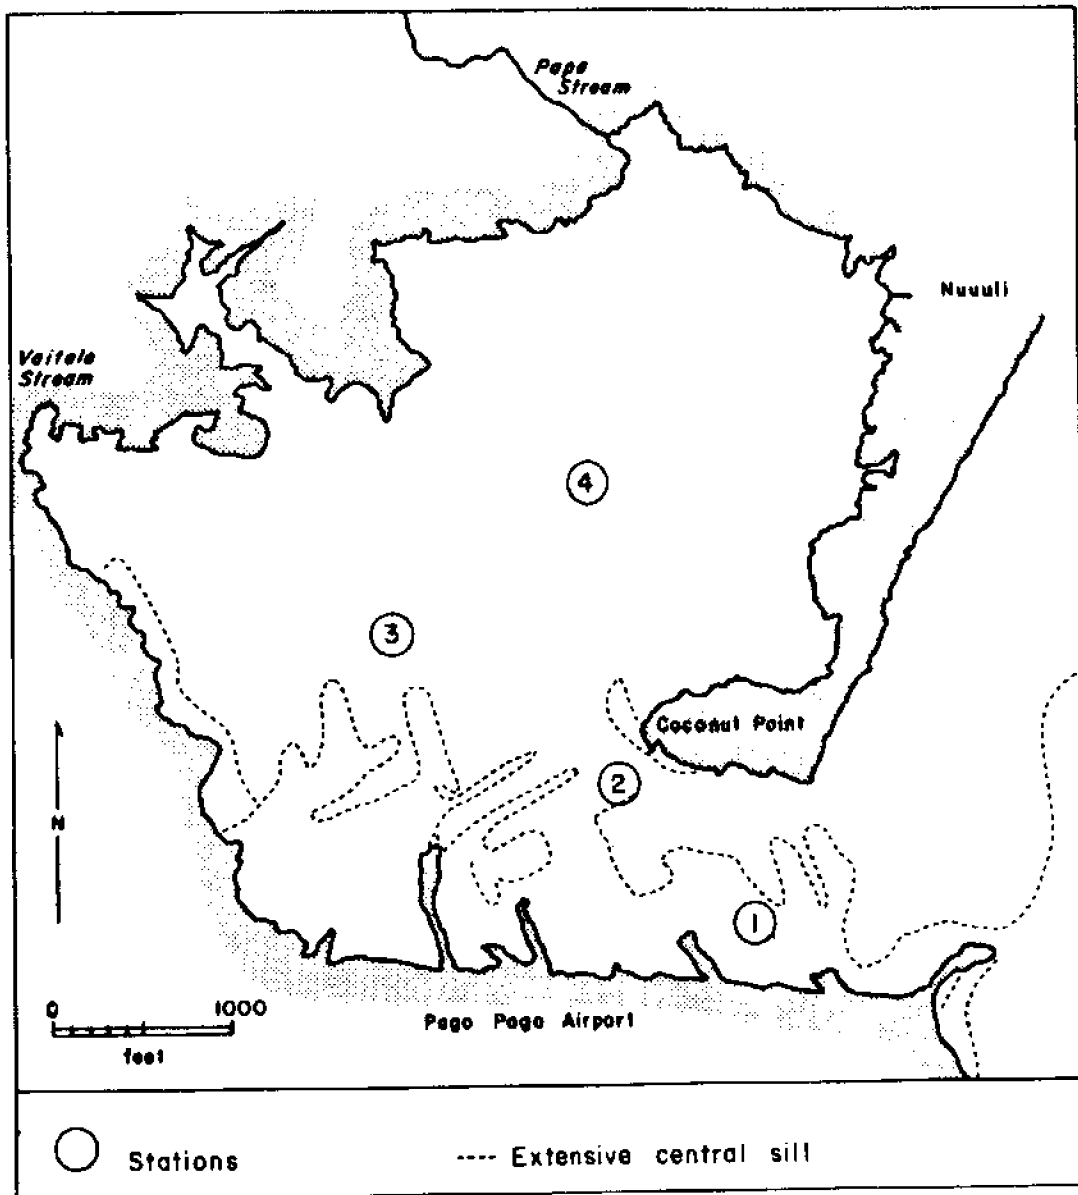 Papa
Stream
Nuuuli
Vaitele
Stream
4
3
Coconut Point
2
N
1
0 1000
feet
Pago Pago Airport
Stations
Extensive central sill